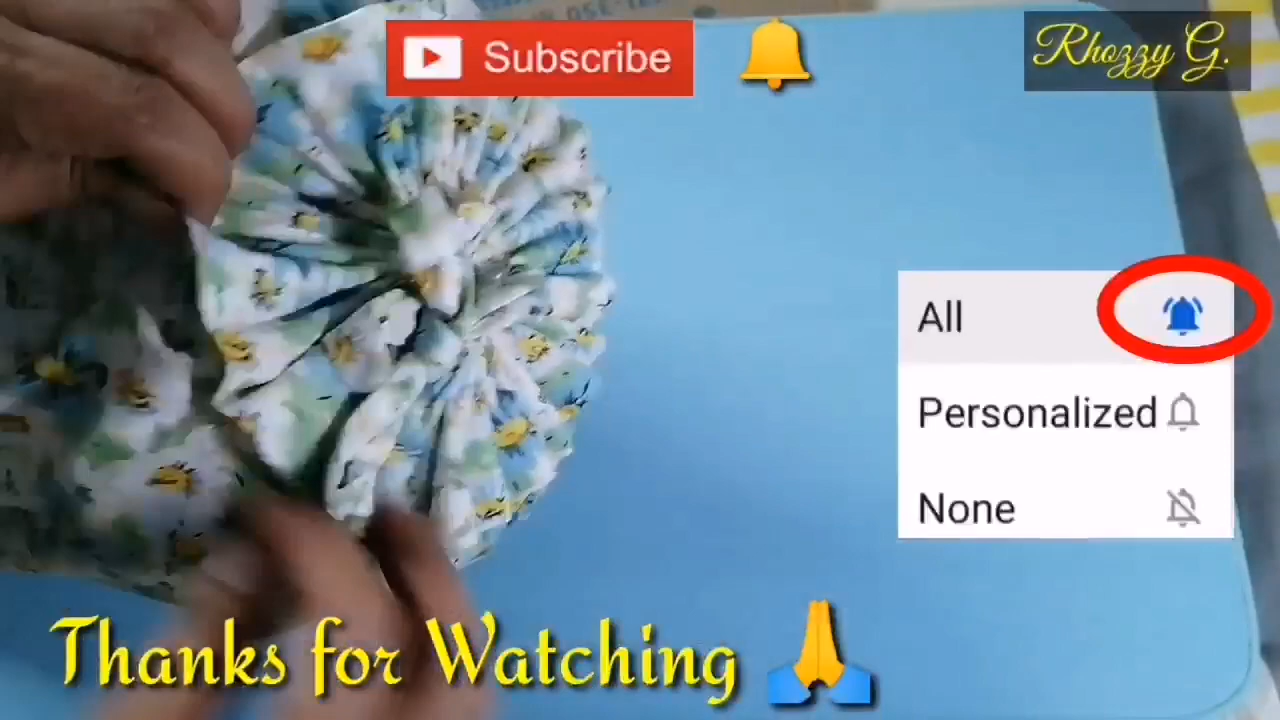 Subscribe
Rhozzy G.
All
Personalized
None
Thanks for Watching